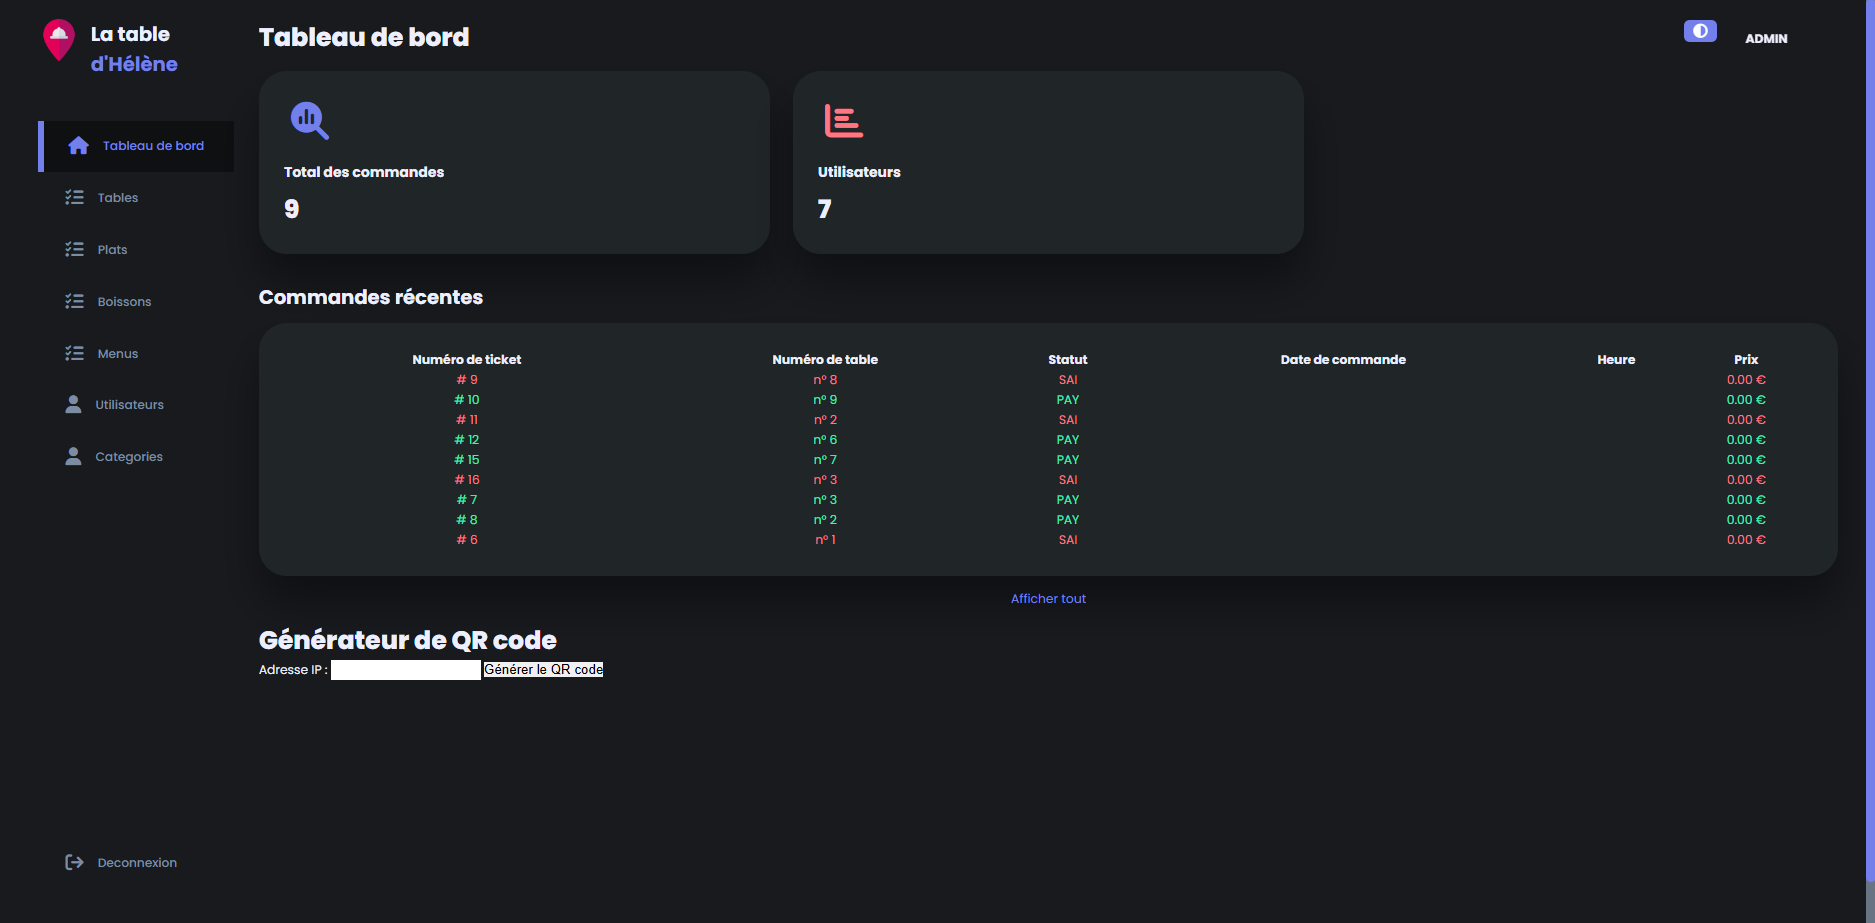 La table
d'Hélène
Tableau de bord
ADMIN
Tableau de bord
Tables
Plats
Boissons
Menus
Utilisateurs
Categories
Deconnexion
Total des commandes
9
Utilisateurs
7
Commandes récentes
Numéro de ticket Numéro de table Statut Date de commande Heure Prix
# 9 n° 8 SAI 0.00 €
# 10 n° 9 PAY 0.00 €
# 11 n° 2 SAI 0.00 €
# 12 n° 6 PAY 0.00 €
# 15 n° 7 PAY 0.00 €
# 16 n° 3 SAI 0.00 €
# 7 n° 3 PAY 0.00 €
# 8 n° 2 PAY 0.00 €
# 6 n° 1 SAI 0.00 €
Afficher tout
Générateur de QR code
Adresse IP : Générer le QR code